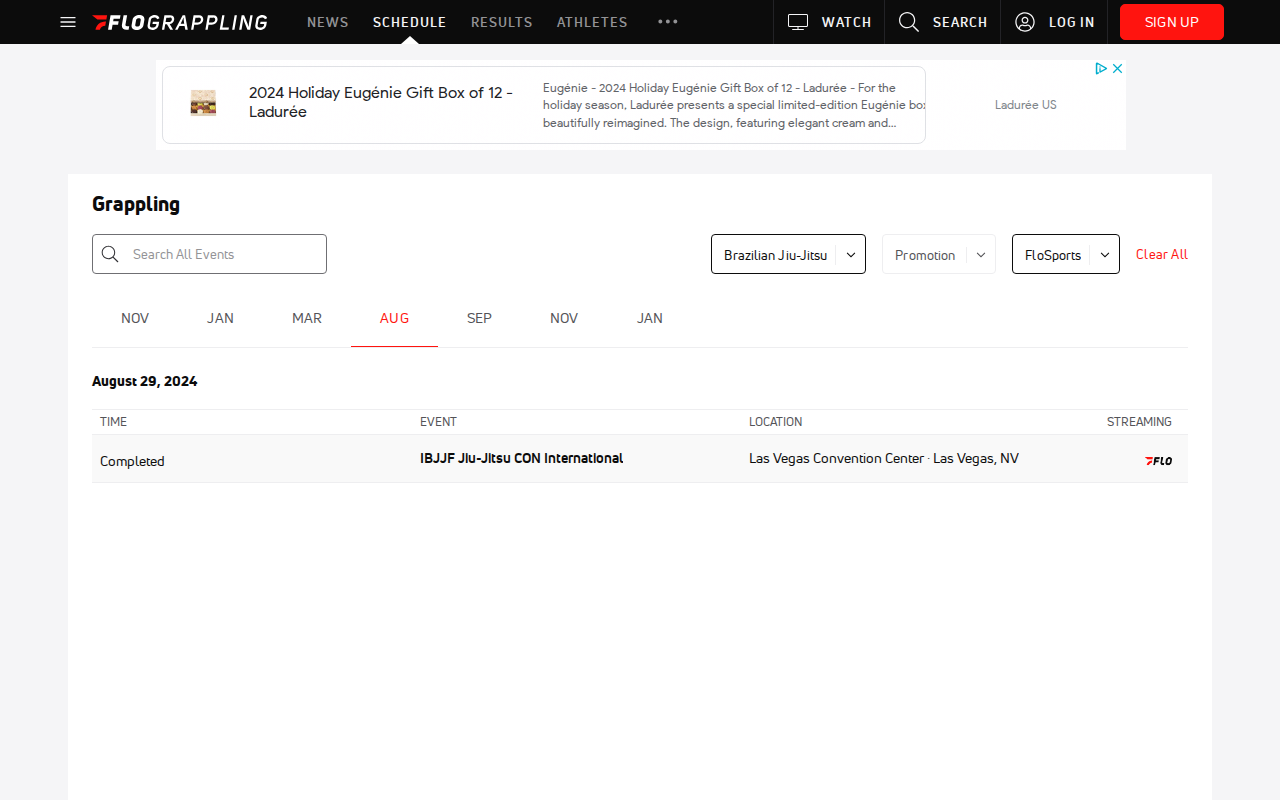 FLOGRAPPLING NEWS SCHEDULE RESULTS ATHLETES WATCH SEARCH LOG IN SIGN UP
2024 Holiday Eugénie Gift Box of 12 -
Ladurée
Eugénie - 2024 Holiday Eugénie Gift Box of 12 - Ladurée - For the
holiday season, Ladurée presents a special limited-edition Eugénie box
beautifully reimagined. The design, featuring elegant cream and...
Ladurée US
Grappling
Search All Events Brazilian Jiu-Jitsu Promotion FloSports Clear All
NOV JAN MAR AUG SEP NOV JAN
August 29, 2024
TIME EVENT LOCATION STREAMING
Completed IBJJF Jiu-Jitsu CON International Las Vegas Convention Center · Las Vegas, NV FLO